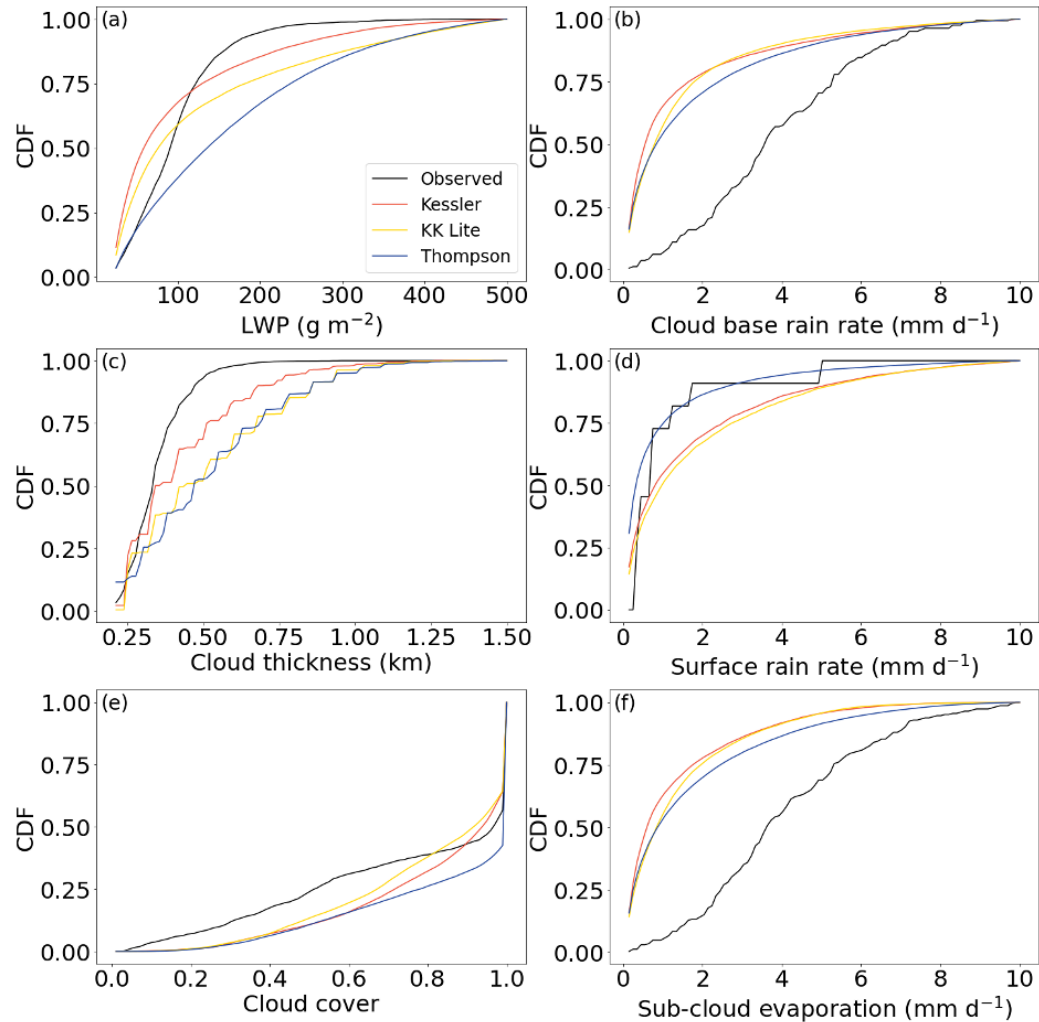 (a)
1.00
0.75
0.50
0.25
0.00
CDF
100 200 300 400 500
LWP (g m⁻²)
Observed
Kessler
KK Lite
Thompson
(b)
1.00
0.75
0.50
0.25
0.00
CDF
0 2 4 6 8 10
Cloud base rain rate (mm d⁻¹)
(c)
1.00
0.75
0.50
0.25
0.00
CDF
0.25 0.50 0.75 1.00 1.25 1.50
Cloud thickness (km)
(d)
1.00
0.75
0.50
0.25
0.00
CDF
0 2 4 6 8 10
Surface rain rate (mm d⁻¹)
(e)
1.00
0.75
0.50
0.25
0.00
CDF
0.0 0.2 0.4 0.6 0.8 1.0
Cloud cover
(f)
1.00
0.75
0.50
0.25
0.00
CDF
0 2 4 6 8 10
Sub-cloud evaporation (mm d⁻¹)